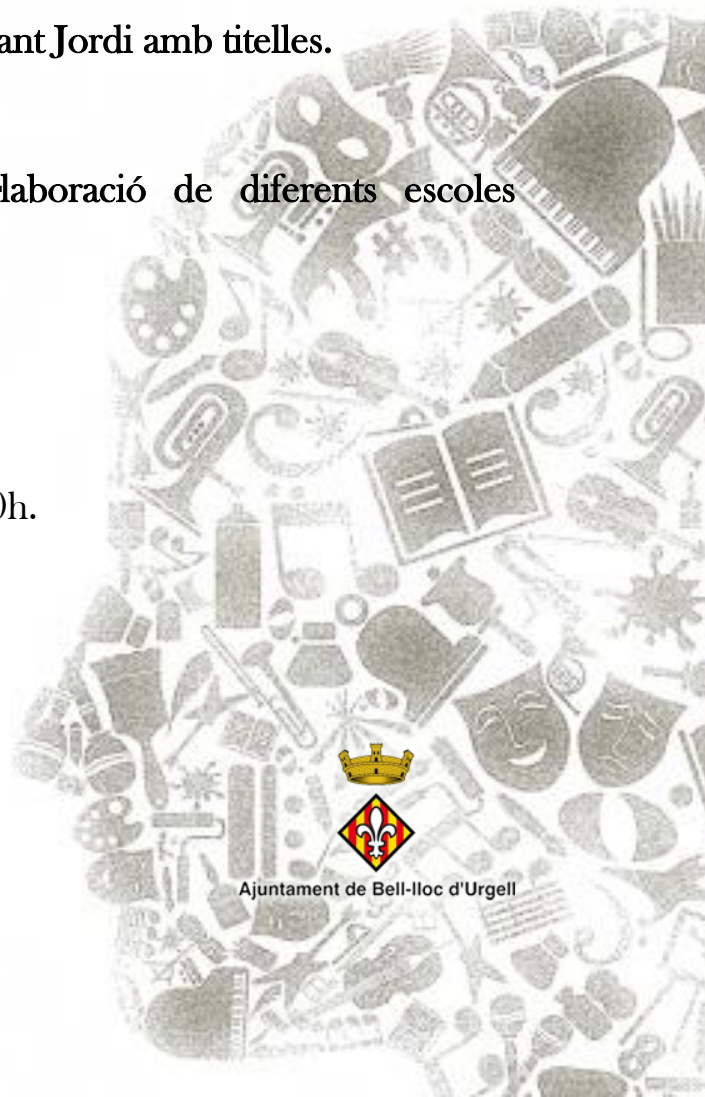 ant Jordi amb titelles.
laboració de diferents escoles
0h.
Ajuntament de Bell-lloc d'Urgell